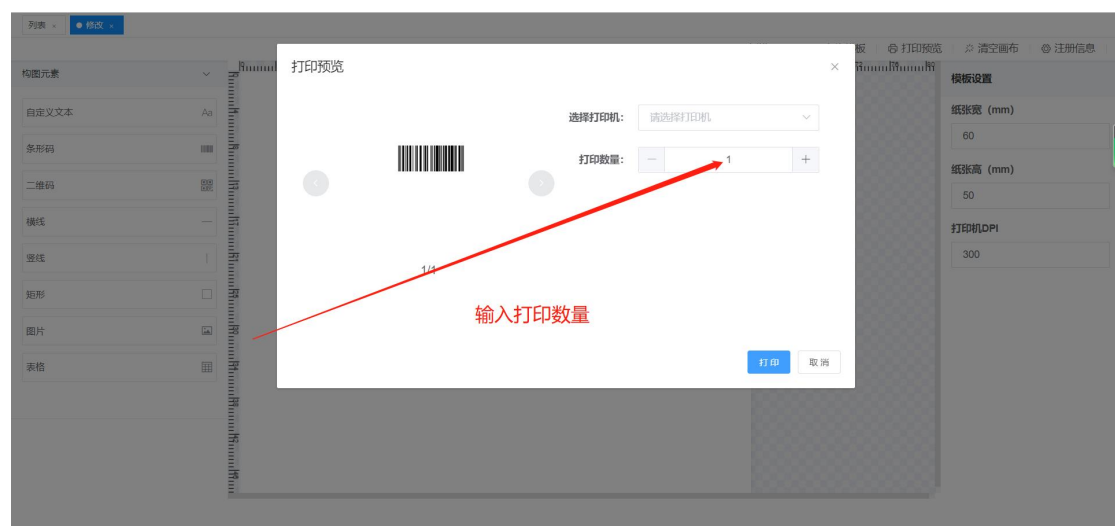 列表 ×
修改 ×
板 打印预览 清空画布 注册信息
构图元素
自定义文本 Aa
条形码
二维码
横线
竖线
矩形
图片
表格
打印预览 ×
选择打印机: 请选择打印机
打印数量: — 1 +
1/1
输入打印数量
打印 取消
模板设置
纸张宽 (mm)
60
纸张高 (mm)
50
打印机DPI
300